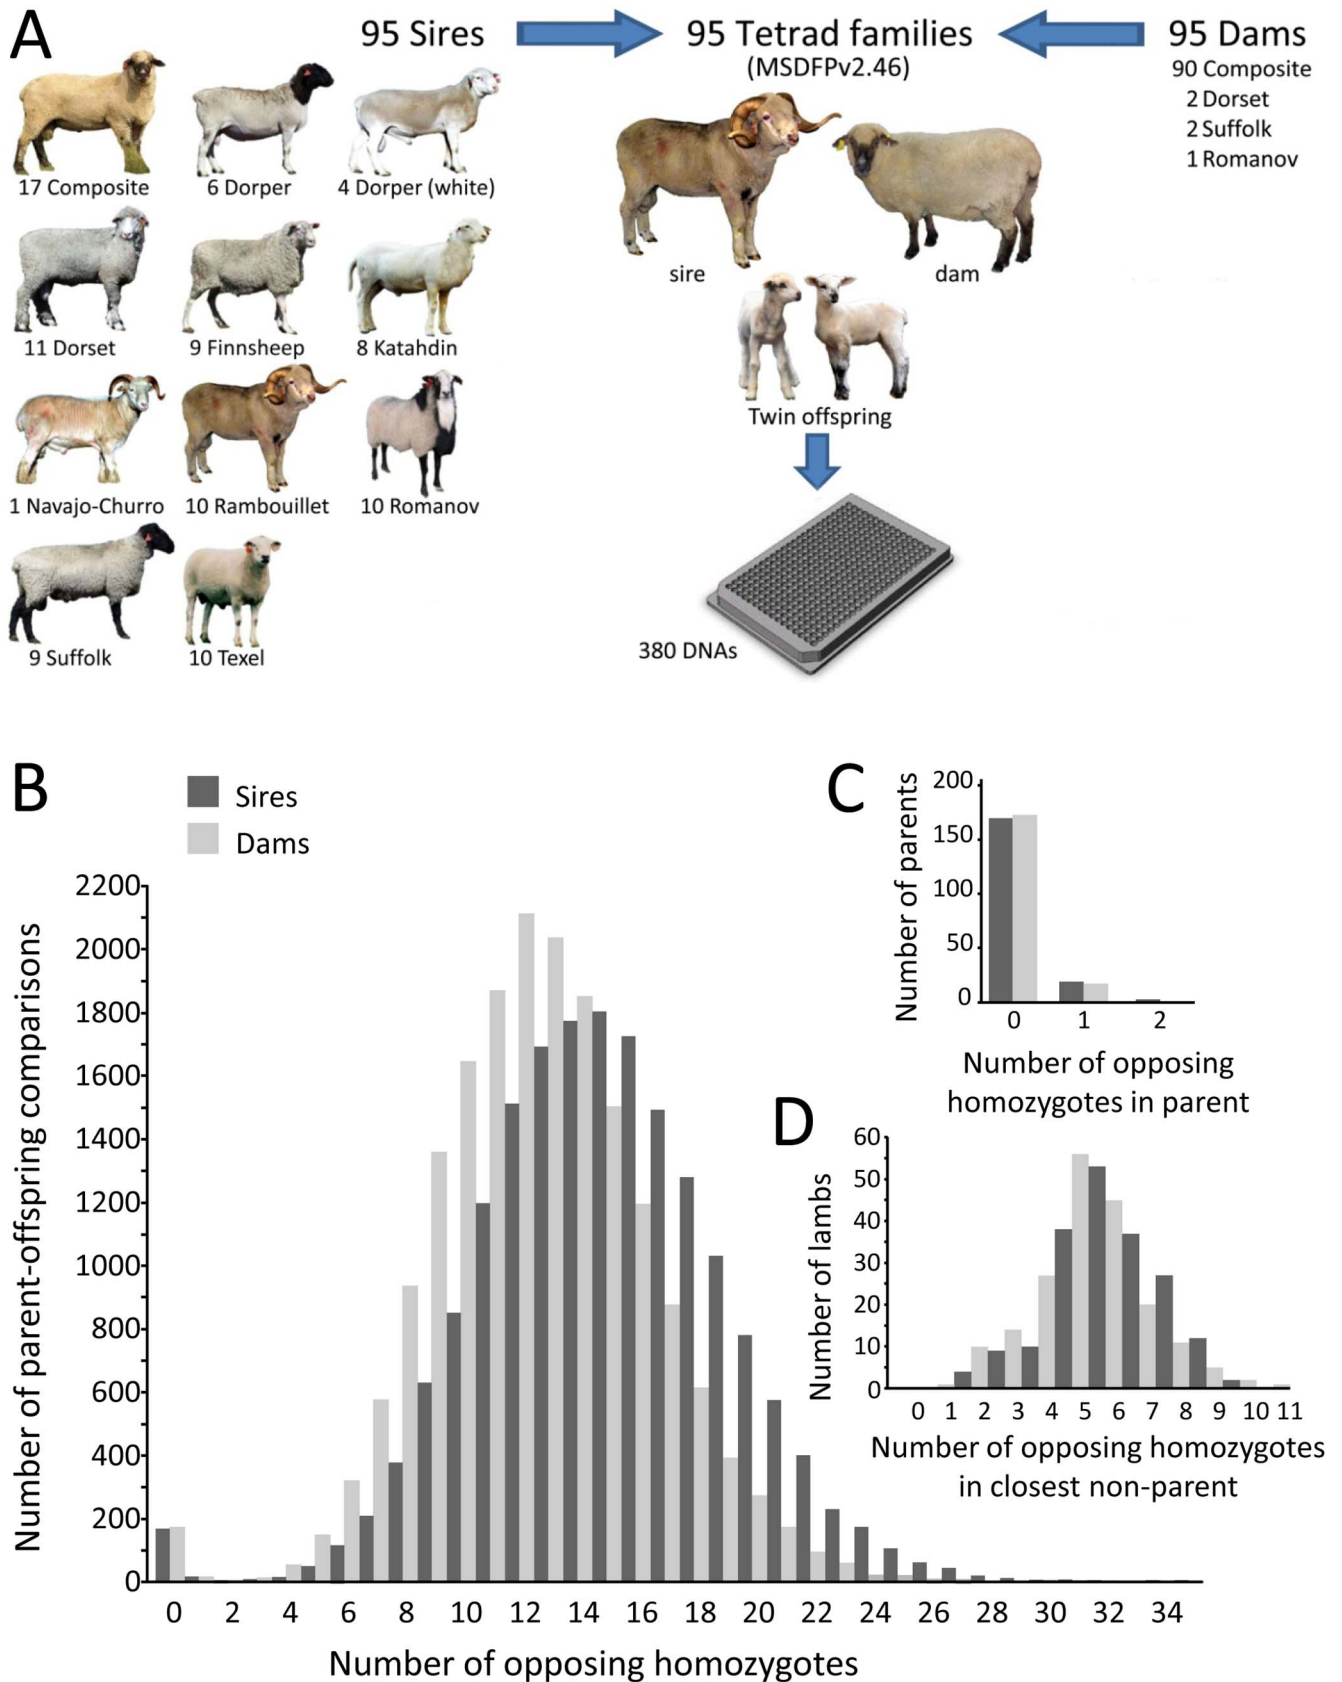 A
95 Sires
95 Tetrad families
(MSDFPv2.46)
95 Dams
90 Composite
2 Dorset
2 Suffolk
1 Romanov
17 Composite
6 Dorper
4 Dorper (white)
11 Dorset
9 Finnsheep
8 Katahdin
1 Navajo-Churro
10 Rambouillet
10 Romanov
9 Suffolk
10 Texel
sire
dam
Twin offspring
380 DNAs
B
Sires
Dams
Number of parent-offspring comparisons
2200
2000
1800
1600
1400
1200
1000
800
600
400
200
0
0 2 4 6 8 10 12 14 16 18 20 22 24 26 28 30 32 34
Number of opposing homozygotes
C
Number of parents
200
150
100
50
0
0 1 2
Number of opposing
homozygotes in parent
D
Number of lambs
60
50
40
30
20
10
0
0 1 2 3 4 5 6 7 8 9 10 11
Number of opposing homozygotes
in closest non-parent